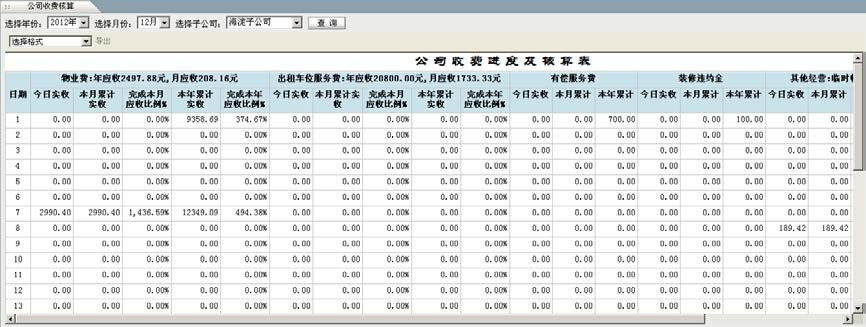 公司收费核算
选择年份: 2012年 选择月份: 12月 选择子公司: 海淀子公司 查 询
选择格式 导出
公司收费进度及核算表
物业费:年应收2497.88元,月应收208.16元 出租车位服务费:年应收20800.00元,月应收1733.33元 有偿服务费 装修违约金 其他经营:临时
日期 今日实收 本月累计实收 完成本月应收比例% 本年累计实收 完成本年应收比例% 今日实收 本月累计实收 完成本月应收比例% 本年累计实收 完成本年应收比例% 今日实收 本月累计 本年累计 今日实收 本月累计 本年累计 今日实收 本月累计
1 0.00 0.00 0.00% 9358.69 374.67% 0.00 0.00 0.00% 0.00 0.00% 0.00 0.00 700.00 0.00 0.00 100.00 0.00 0.00
2 0.00 0.00 0.00% 0.00 0.00% 0.00 0.00 0.00% 0.00 0.00% 0.00 0.00 0.00 0.00 0.00 0.00 0.00 0.00
3 0.00 0.00 0.00% 0.00 0.00% 0.00 0.00 0.00% 0.00 0.00% 0.00 0.00 0.00 0.00 0.00 0.00 0.00 0.00
4 0.00 0.00 0.00% 0.00 0.00% 0.00 0.00 0.00% 0.00 0.00% 0.00 0.00 0.00 0.00 0.00 0.00 0.00 0.00
5 0.00 0.00 0.00% 0.00 0.00% 0.00 0.00 0.00% 0.00 0.00% 0.00 0.00 0.00 0.00 0.00 0.00 0.00 0.00
6 0.00 0.00 0.00% 0.00 0.00% 0.00 0.00 0.00% 0.00 0.00% 0.00 0.00 0.00 0.00 0.00 0.00 0.00 0.00
7 2990.40 2990.40 1,436.59% 12349.09 494.38% 0.00 0.00 0.00% 0.00 0.00% 0.00 0.00 0.00 0.00 0.00 0.00 0.00 0.00
8 0.00 0.00 0.00% 0.00 0.00% 0.00 0.00 0.00% 0.00 0.00% 0.00 0.00 0.00 0.00 0.00 0.00 189.42 189.42
9 0.00 0.00 0.00% 0.00 0.00% 0.00 0.00 0.00% 0.00 0.00% 0.00 0.00 0.00 0.00 0.00 0.00 0.00 0.00
10 0.00 0.00 0.00% 0.00 0.00% 0.00 0.00 0.00% 0.00 0.00% 0.00 0.00 0.00 0.00 0.00 0.00 0.00 0.00
11 0.00 0.00 0.00% 0.00 0.00% 0.00 0.00 0.00% 0.00 0.00% 0.00 0.00 0.00 0.00 0.00 0.00 0.00 0.00
12 0.00 0.00 0.00% 0.00 0.00% 0.00 0.00 0.00% 0.00 0.00% 0.00 0.00 0.00 0.00 0.00 0.00 0.00 0.00
13 0.00 0.00 0.00% 0.00 0.00% 0.00 0.00 0.00% 0.00 0.00% 0.00 0.00 0.00 0.00 0.00 0.00 0.00 0.00